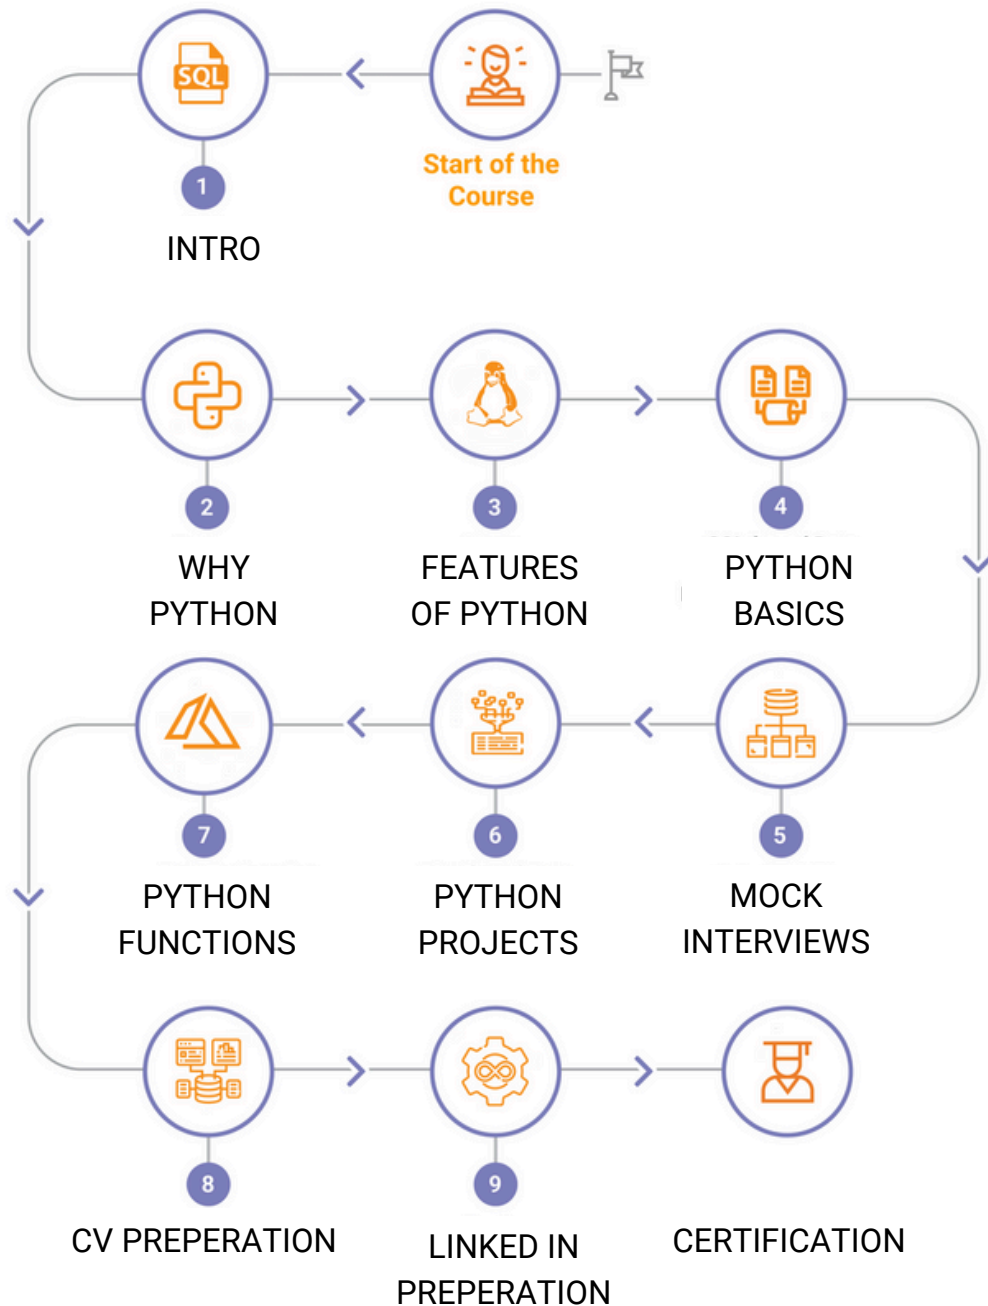 SQL
Start of the
Course
1
INTRO
2
3
4
WHY
PYTHON
FEATURES
OF PYTHON
PYTHON
BASICS
7
6
5
PYTHON
FUNCTIONS
PYTHON
PROJECTS
MOCK
INTERVIEWS
8
9
CV PREPERATION
LINKED IN
PREPERATION
CERTIFICATION